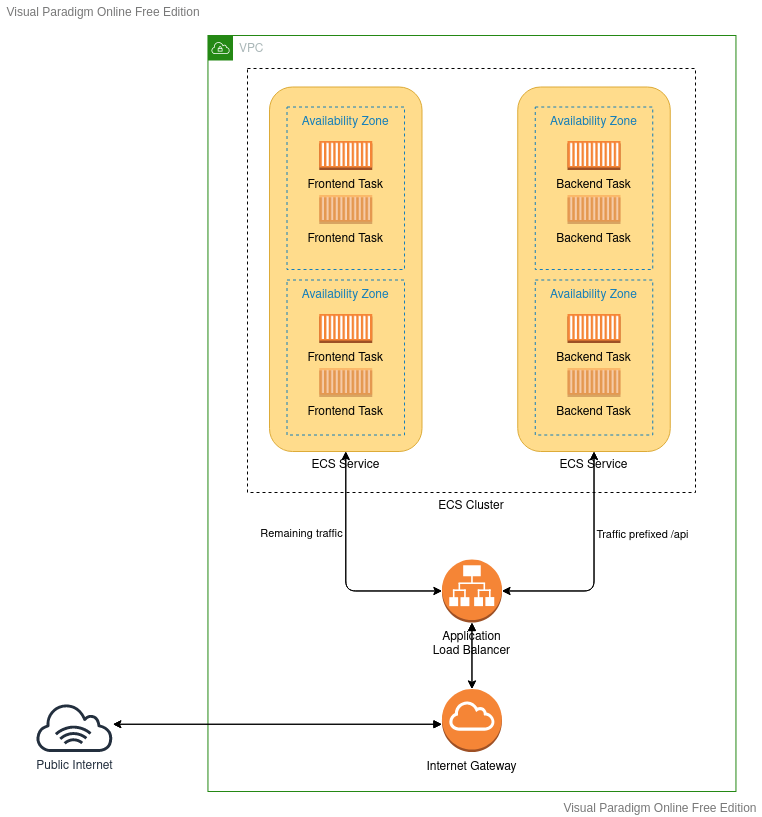 Visual Paradigm Online Free Edition
VPC
Availability Zone
Frontend Task
Frontend Task
Availability Zone
Frontend Task
Frontend Task
ECS Service
Availability Zone
Backend Task
Backend Task
Availability Zone
Backend Task
Backend Task
ECS Service
ECS Cluster
Remaining traffic
Traffic prefixed /api
Application
Load Balancer
Public Internet
Internet Gateway
Visual Paradigm Online Free Edition